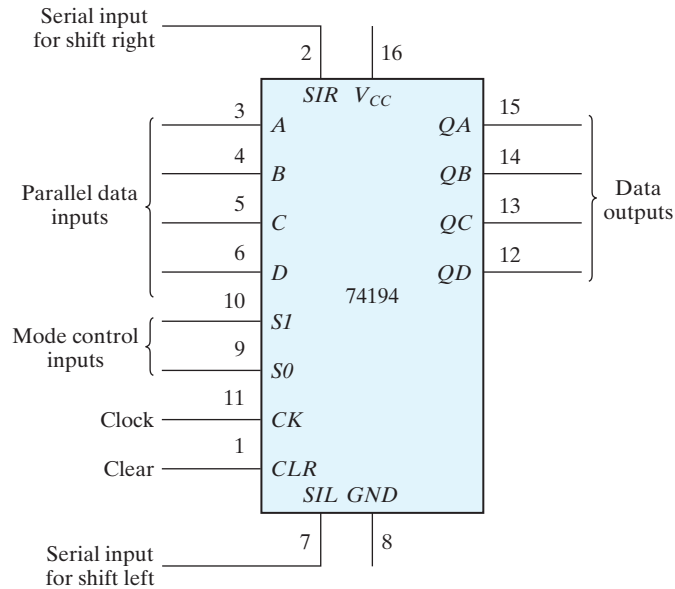 Serial input
for shift right
2
16
SIR VCC
3
A
QA
15
4
B
QB
14
Parallel data
inputs
5
C
QC
13
Data
outputs
6
D
QD
12
74194
10
S1
Mode control
inputs
9
S0
11
Clock
CK
1
Clear
CLR
SIL GND
7
8
Serial input
for shift left